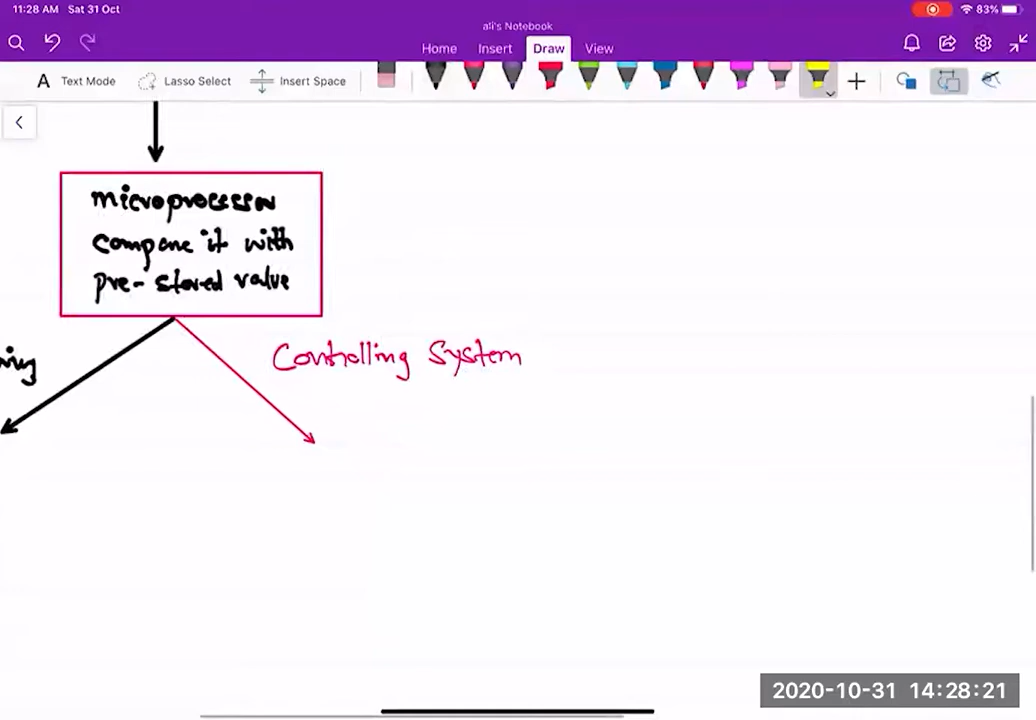 11:28 AM Sat 31 Oct
83%
ali's Notebook
Home Insert Draw View
A Text Mode Lasso Select Insert Space
microprocessor
compare it with
pre-stored value
Controlling System
2020-10-31 14:28:21